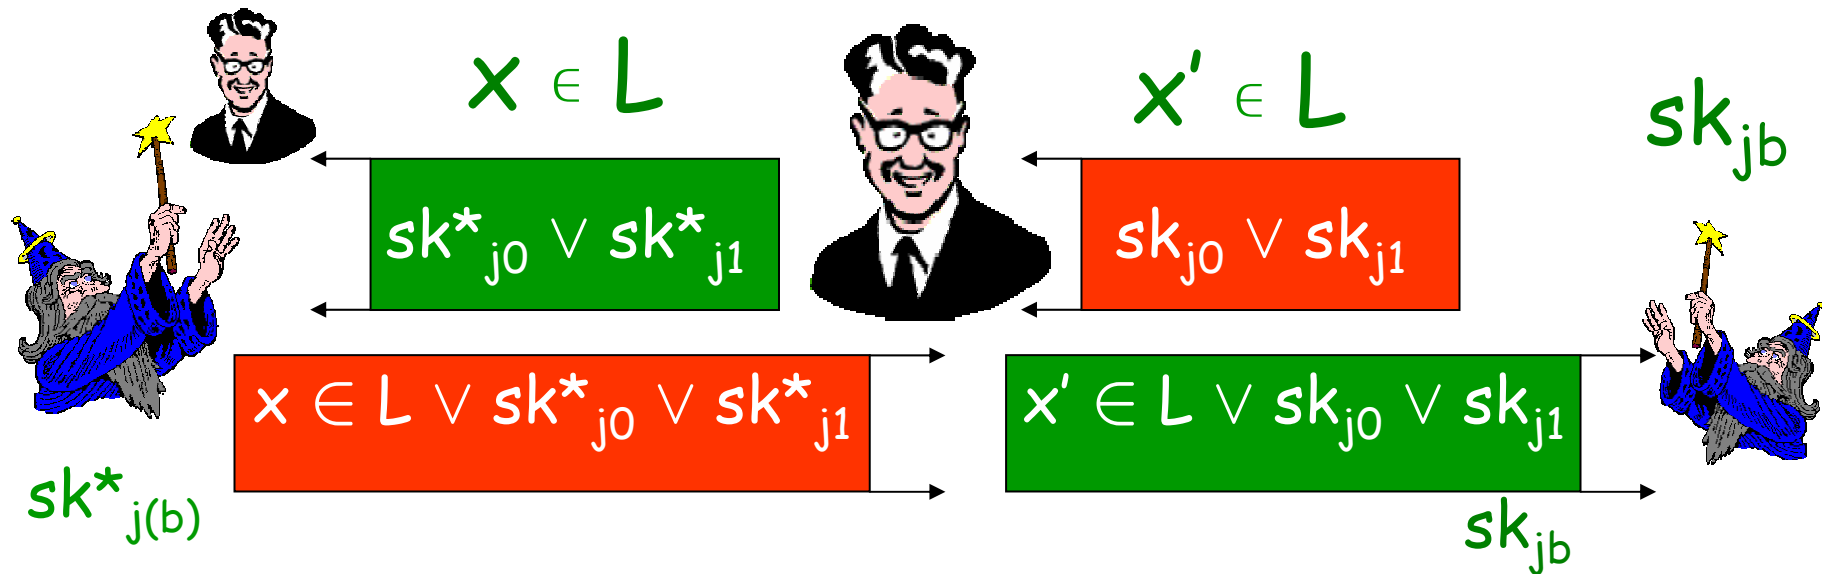 x ∈ L
x' ∈ L
sk_jb
sk*_j0 ∨ sk*_j1
sk_j0 ∨ sk_j1
x ∈ L ∨ sk*_j0 ∨ sk*_j1
x' ∈ L ∨ sk_j0 ∨ sk_j1
sk*_j(b)
sk_jb